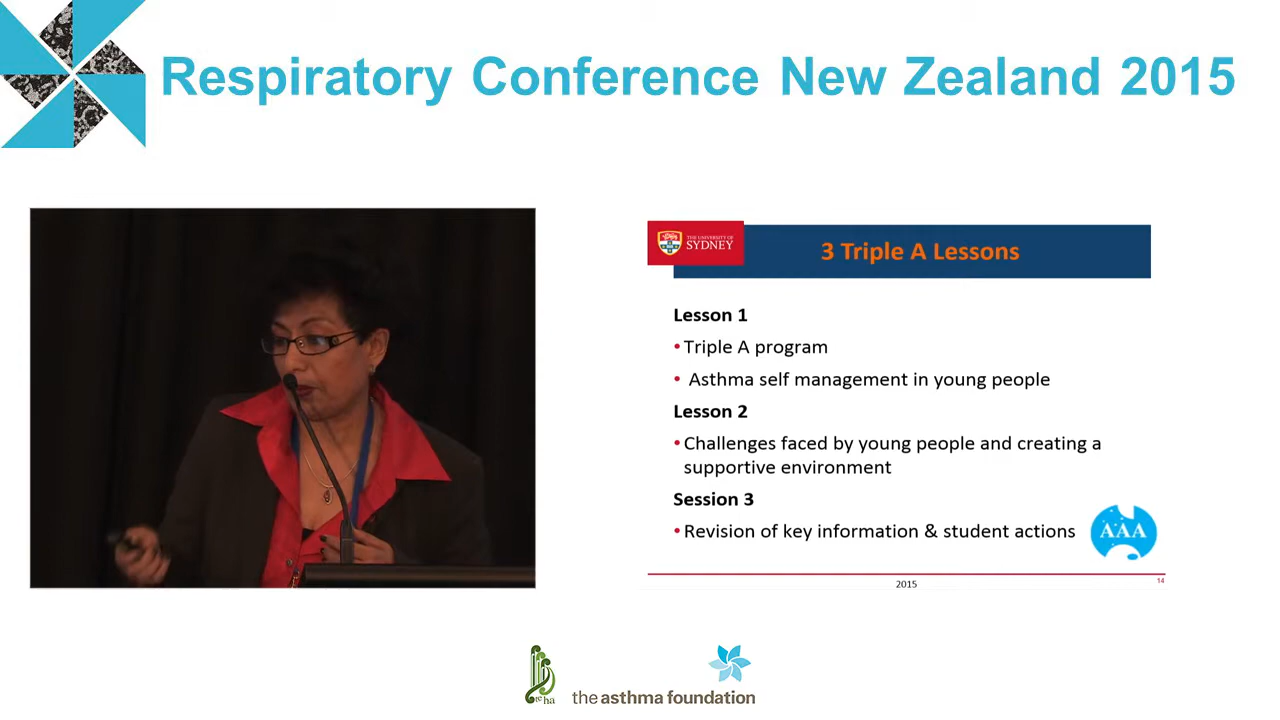 Respiratory Conference New Zealand 2015
THE UNIVERSITY OF
SYDNEY
3 Triple A Lessons
Lesson 1
•Triple A program
• Asthma self management in young people
Lesson 2
•Challenges faced by young people and creating a
supportive environment
Session 3
•Revision of key information & student actions
AAA
2015
14
te ha
the asthma foundation